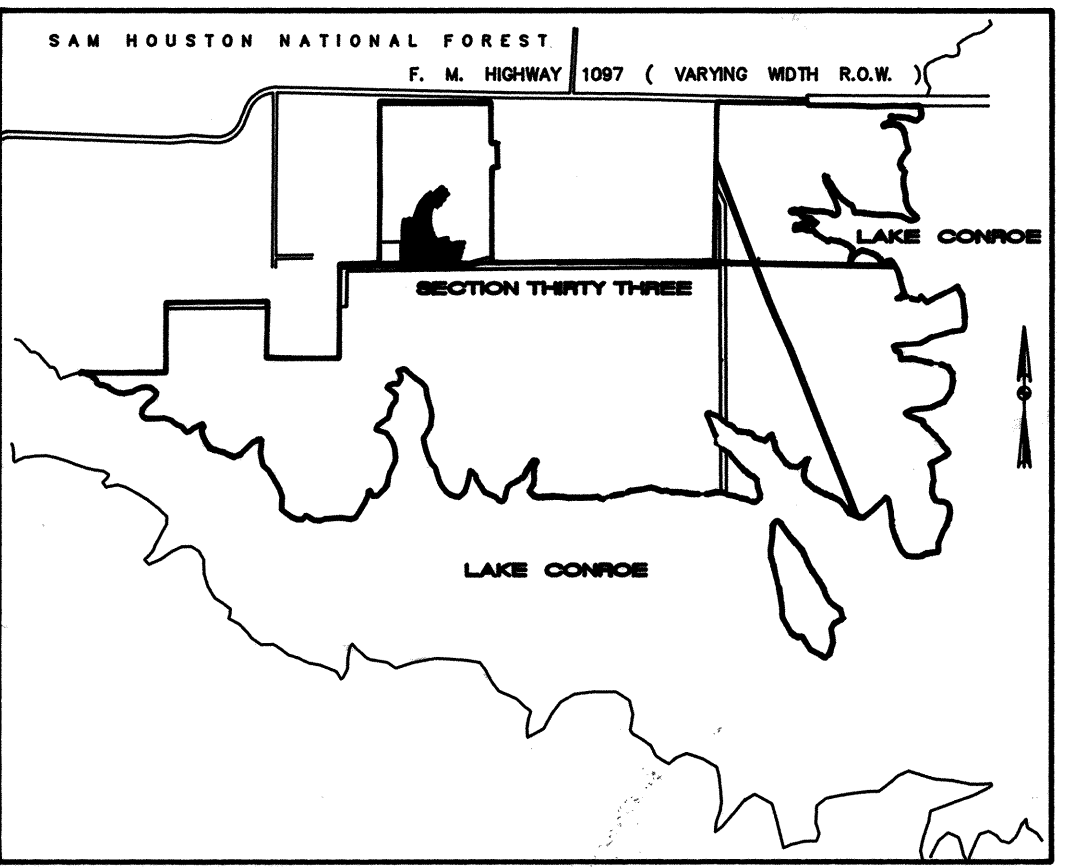 SAM HOUSTON NATIONAL FOREST
F. M. HIGHWAY 1097 ( VARYING WIDTH R.O.W. )
LAKE CONROE
SECTION THIRTY THREE
LAKE CONROE